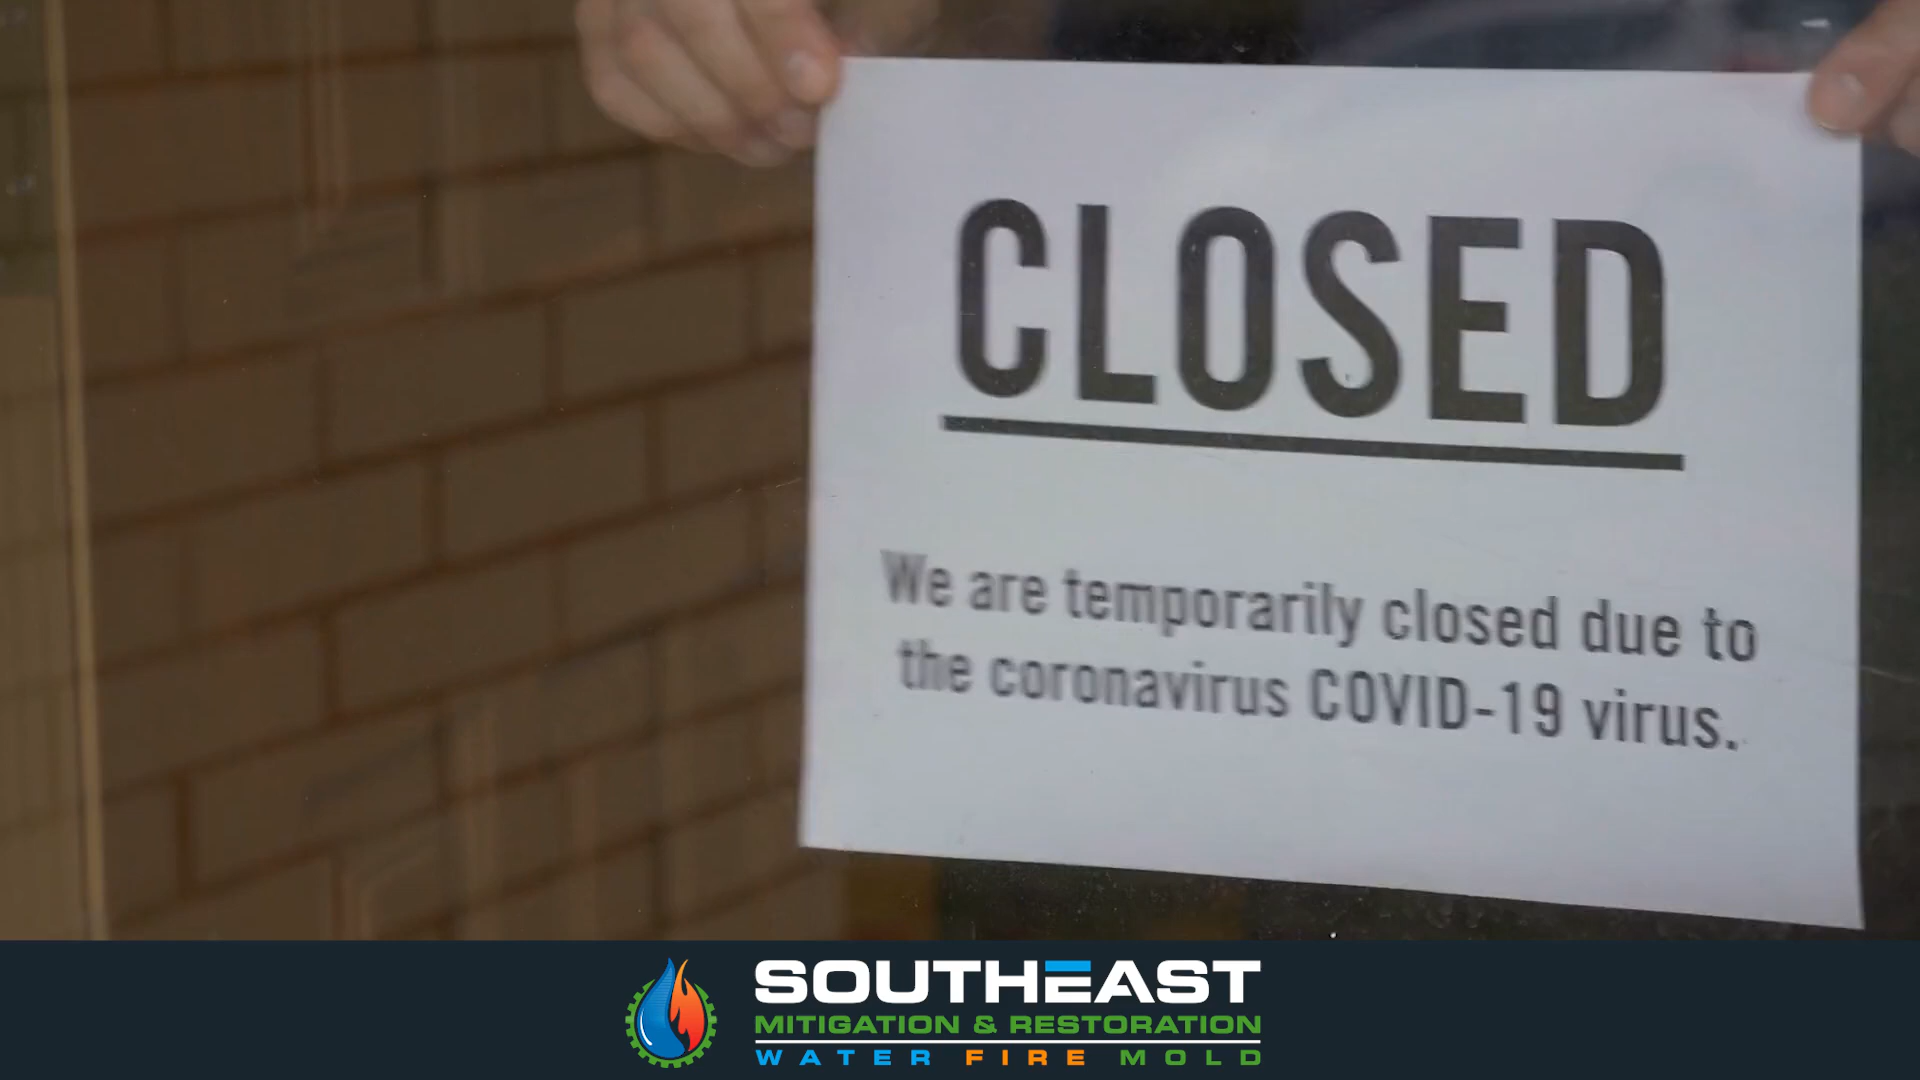 CLOSED
We are temporarily closed due to
the coronavirus COVID-19 virus.
SOUTHEAST
MITIGATION & RESTORATION
WATER FIRE MOLD